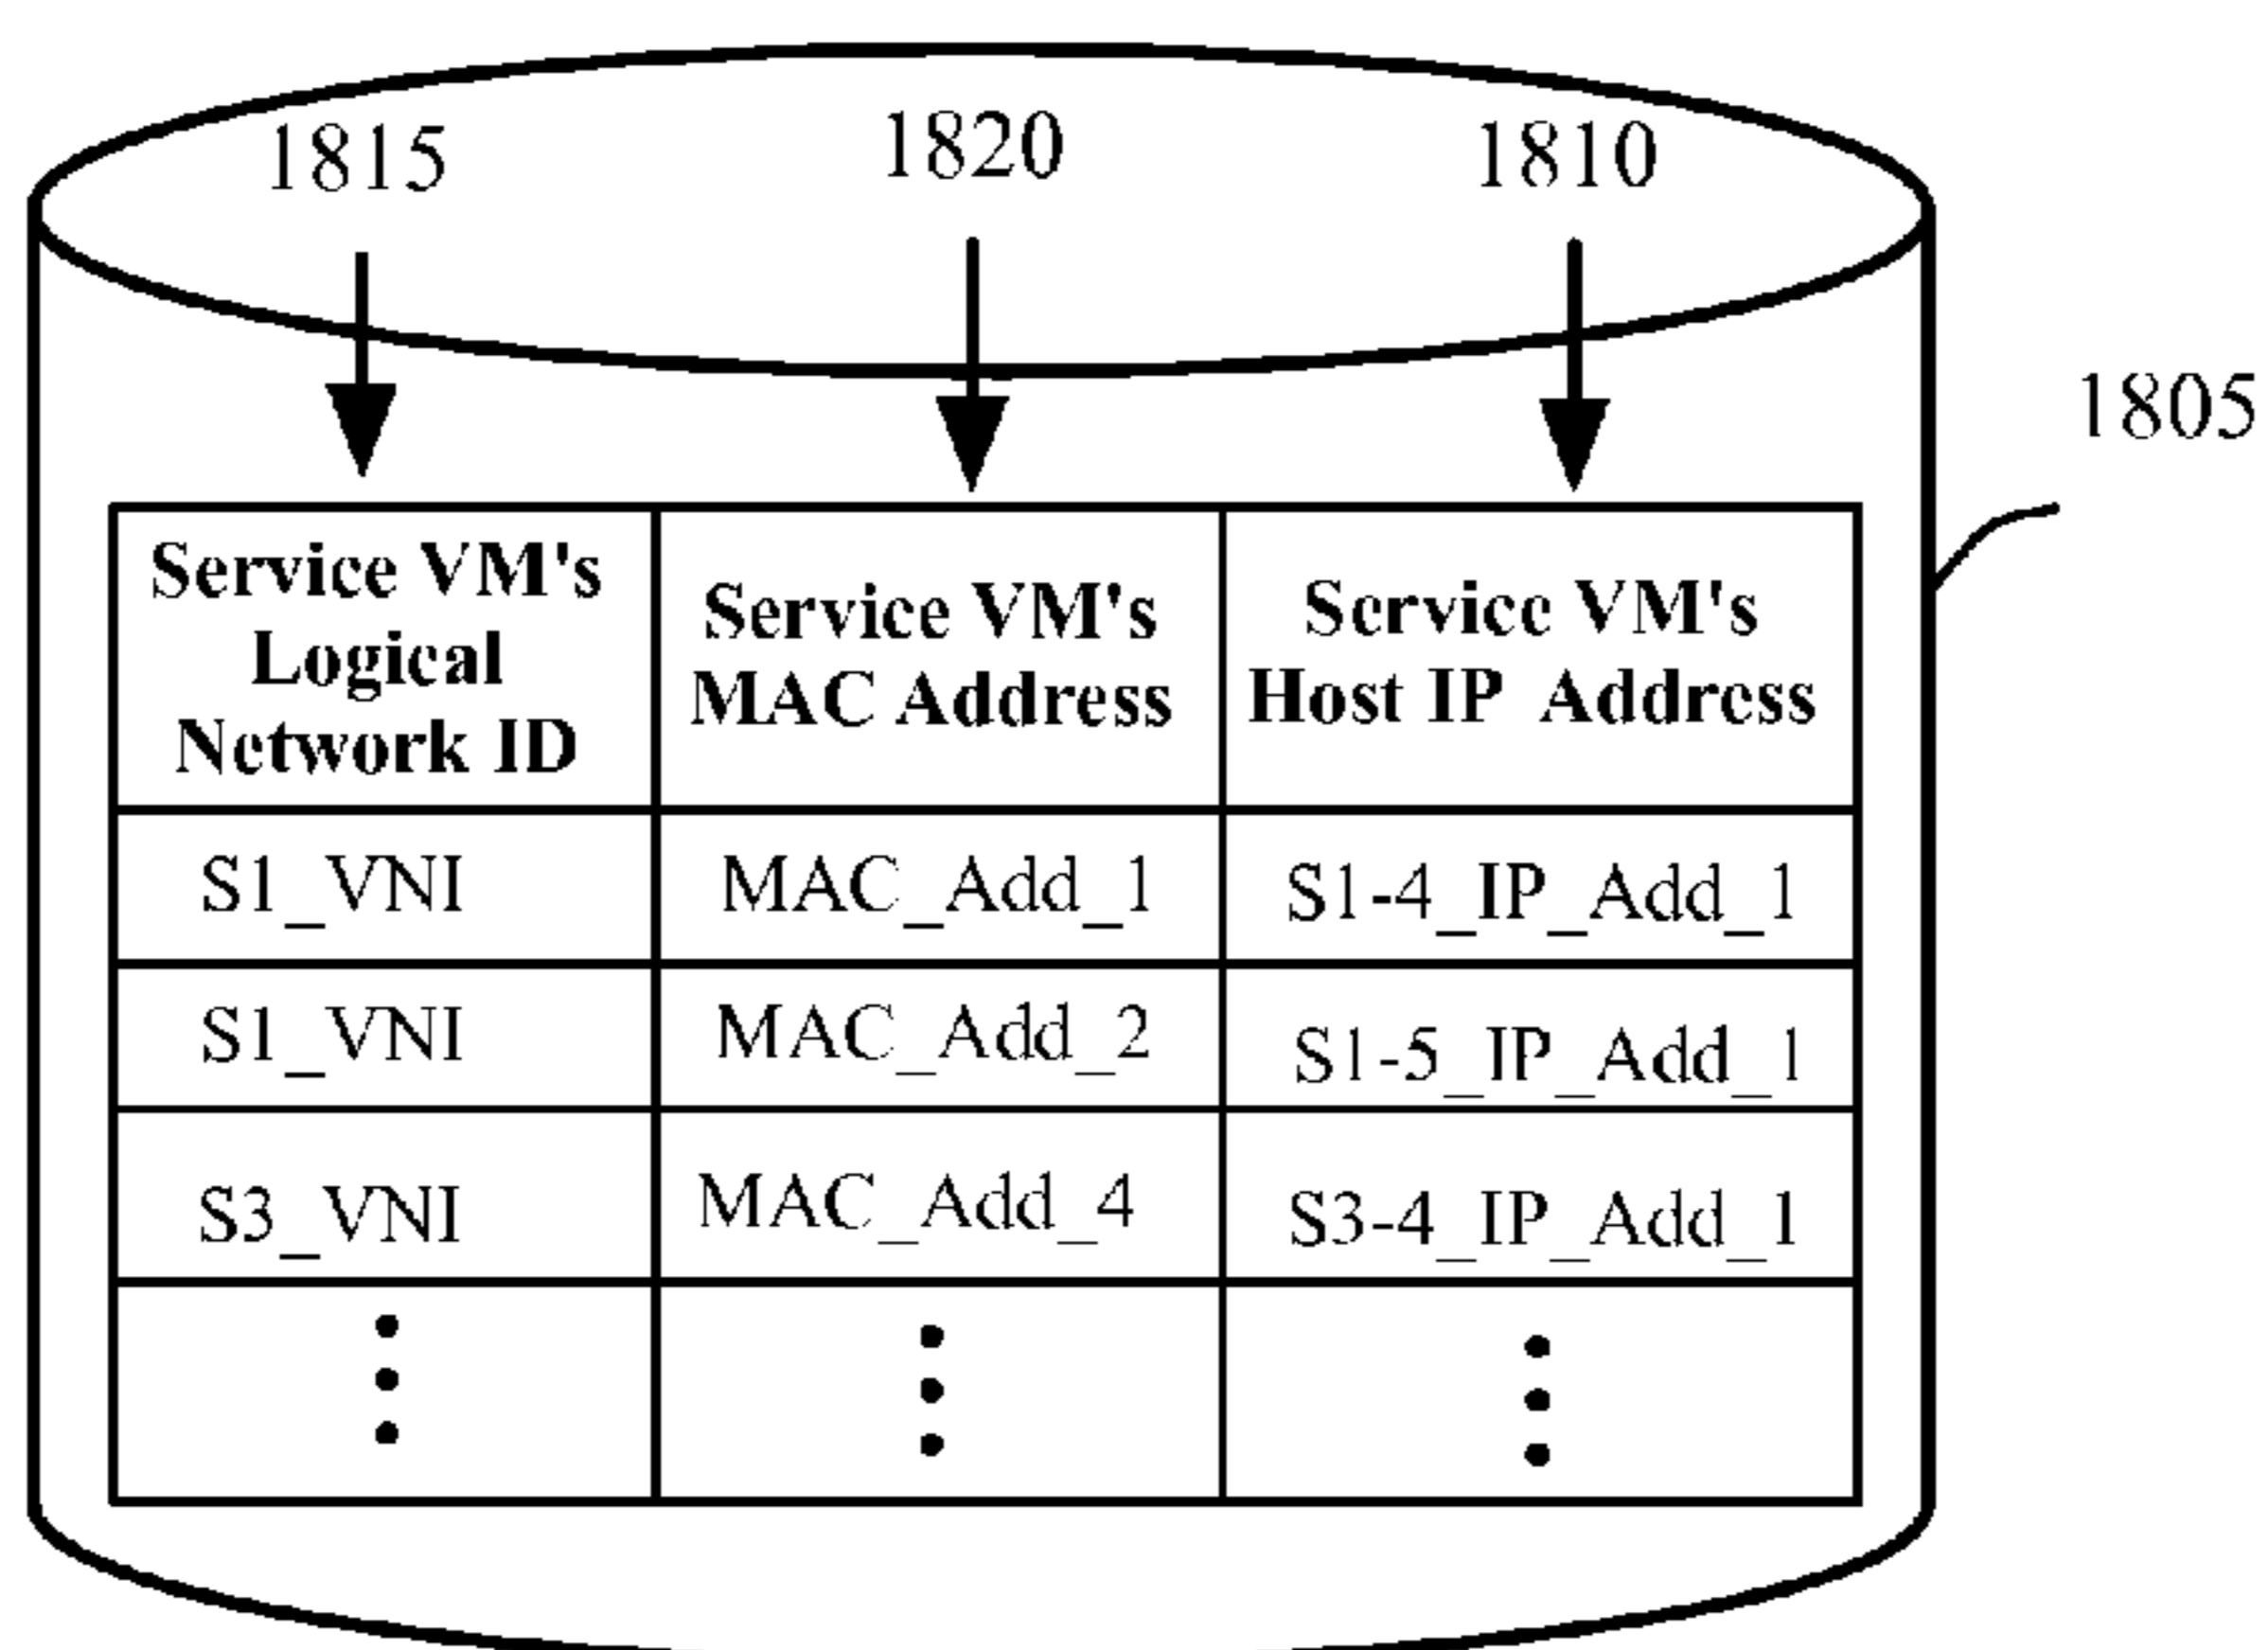 1815 1820 1810
1805
Service VM's
Logical
Network ID
Service VM's
MAC Address
Service VM's
Host IP Address
S1_VNI MAC_Add_1 S1-4_IP_Add_1
S1_VNI MAC_Add_2 S1-5_IP_Add_1
S3_VNI MAC_Add_4 S3-4_IP_Add_1